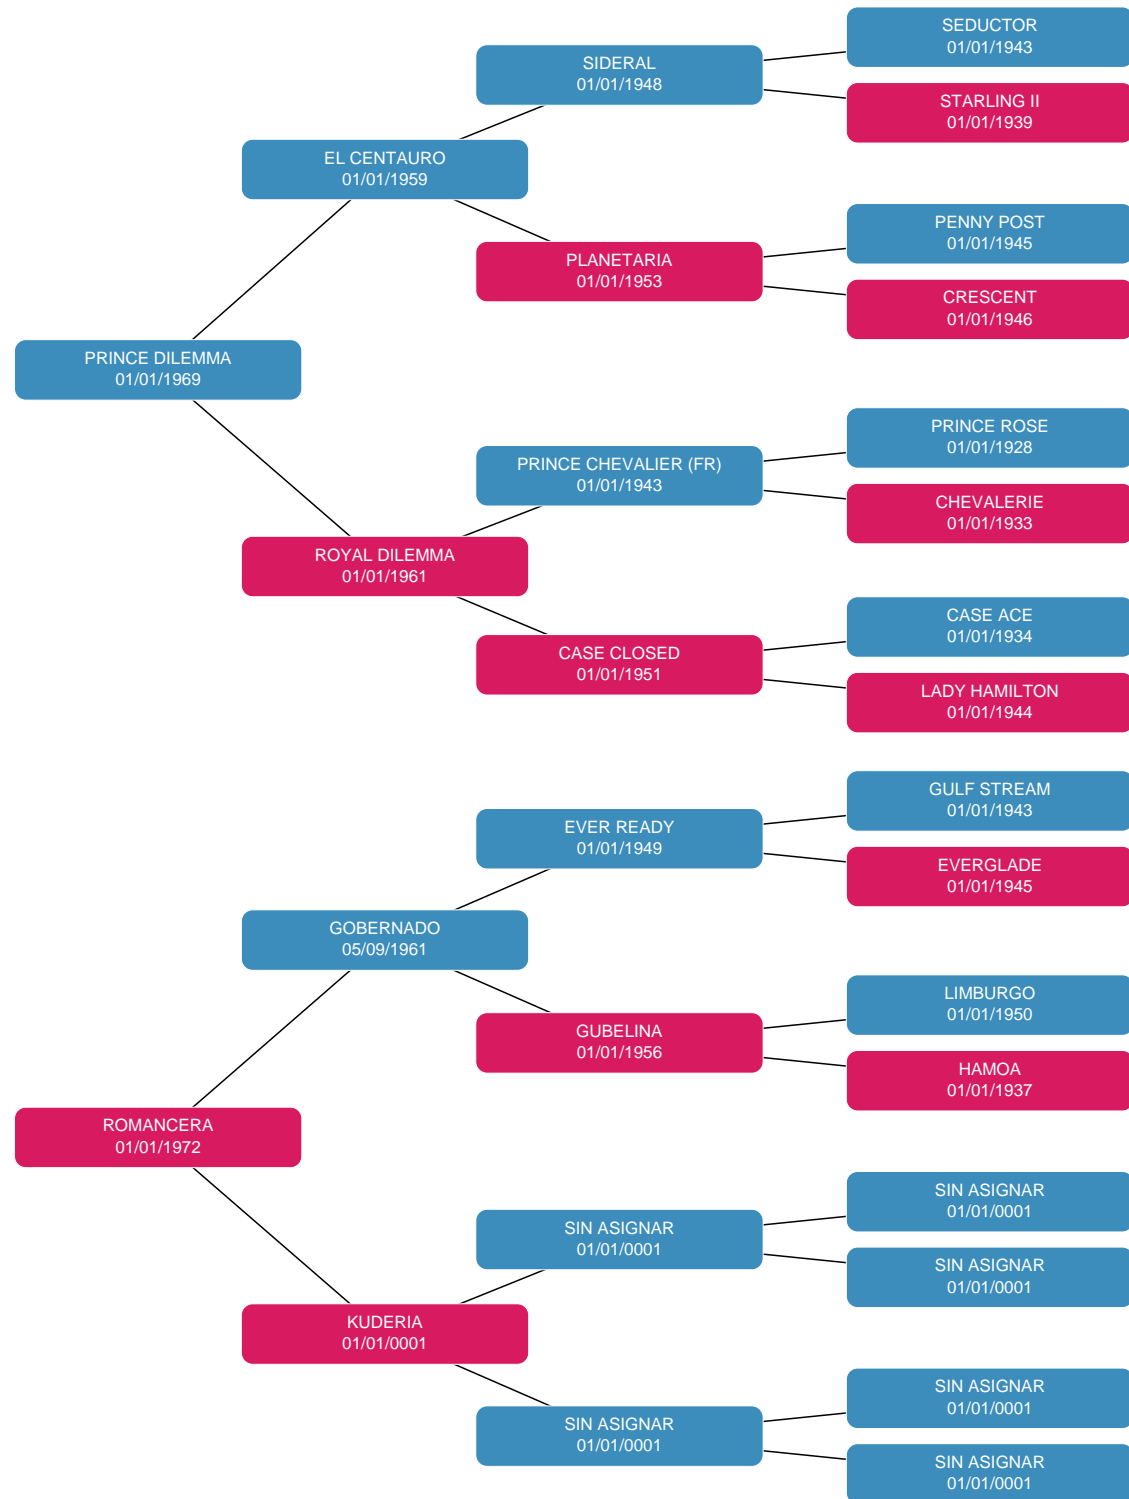 SEDUCTOR
01/01/1943
SIDERAL
01/01/1948
STARLING II
01/01/1939
EL CENTAURO
01/01/1959
PENNY POST
01/01/1945
PLANETARIA
01/01/1953
CRESCENT
01/01/1946
PRINCE DILEMMA
01/01/1969
PRINCE ROSE
01/01/1928
PRINCE CHEVALIER (FR)
01/01/1943
CHEVALERIE
01/01/1933
ROYAL DILEMMA
01/01/1961
CASE ACE
01/01/1934
CASE CLOSED
01/01/1951
LADY HAMILTON
01/01/1944
GULF STREAM
01/01/1943
EVER READY
01/01/1949
EVERGLADE
01/01/1945
GOBERNADO
05/09/1961
LIMBURGO
01/01/1950
GUBELINA
01/01/1956
HAMOA
01/01/1937
ROMANCERA
01/01/1972
SIN ASIGNAR
01/01/0001
SIN ASIGNAR
01/01/0001
SIN ASIGNAR
01/01/0001
KUDERIA
01/01/0001
SIN ASIGNAR
01/01/0001
SIN ASIGNAR
01/01/0001
SIN ASIGNAR
01/01/0001